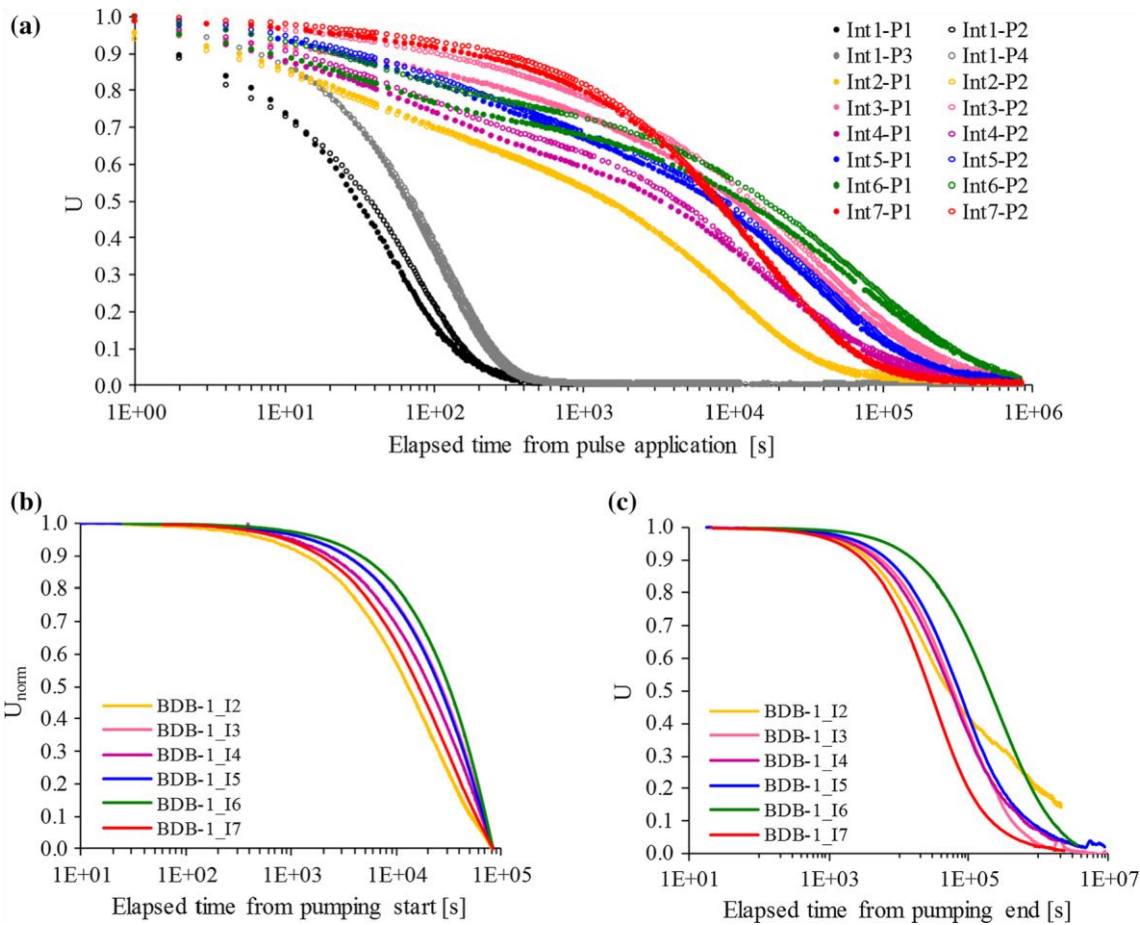 (a)
U
1.0
0.9
0.8
0.7
0.6
0.5
0.4
0.3
0.2
0.1
0.0
1E+00 1E+01 1E+02 1E+03 1E+04 1E+05 1E+06
Elapsed time from pulse application [s]
Int1-P1 Int1-P2
Int1-P3 Int1-P4
Int2-P1 Int2-P2
Int3-P1 Int3-P2
Int4-P1 Int4-P2
Int5-P1 Int5-P2
Int6-P1 Int6-P2
Int7-P1 Int7-P2
(b)
Unorm
1.0
0.9
0.8
0.7
0.6
0.5
0.4
0.3
0.2
0.1
0.0
BDB-1_I2
BDB-1_I3
BDB-1_I4
BDB-1_I5
BDB-1_I6
BDB-1_I7
1E+01 1E+02 1E+03 1E+04 1E+05
Elapsed time from pumping start [s]
(c)
U
1.0
0.9
0.8
0.7
0.6
0.5
0.4
0.3
0.2
0.1
0.0
BDB-1_I2
BDB-1_I3
BDB-1_I4
BDB-1_I5
BDB-1_I6
BDB-1_I7
1E+01 1E+03 1E+05 1E+07
Elapsed time from pumping end [s]